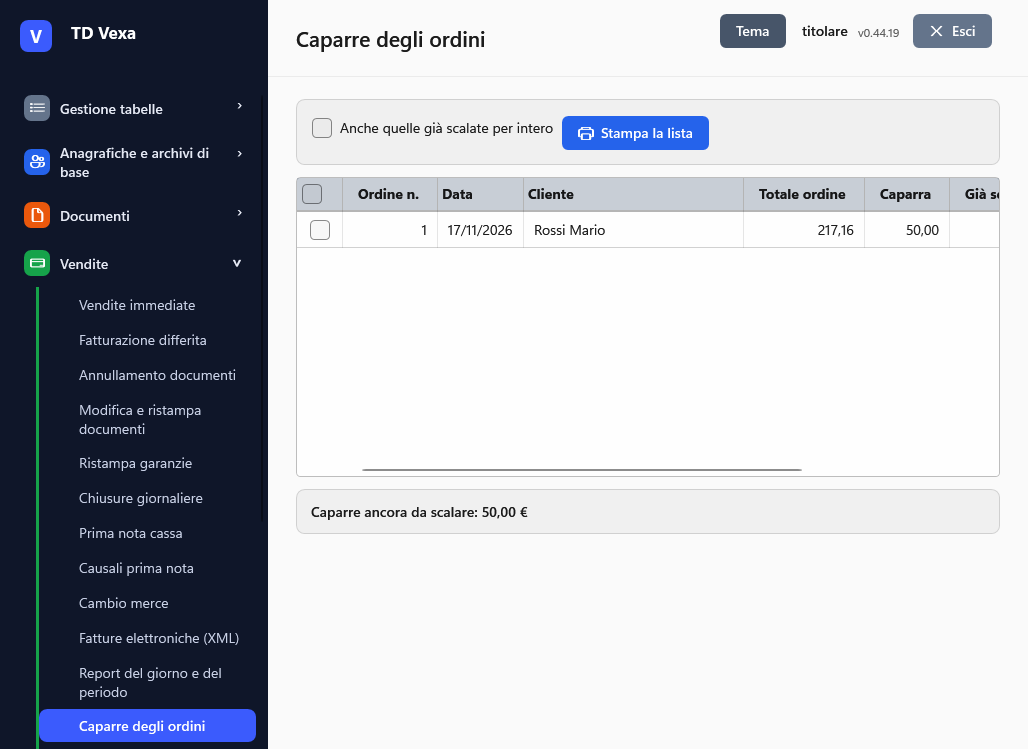 V
TD Vexa
Gestione tabelle
Anagrafiche e archivi di
base
Documenti
Vendite
Vendite immediate
Fatturazione differita
Annullamento documenti
Modifica e ristampa
documenti
Ristampa garanzie
Chiusure giornaliere
Prima nota cassa
Causali prima nota
Cambio merce
Fatture elettroniche (XML)
Report del giorno e del
periodo
Caparre degli ordini
Caparre degli ordini
Tema titolare v0.44.19 Esci
Anche quelle già scalate per intero Stampa la lista
Ordine n. Data Cliente Totale ordine Caparra Già
1 17/11/2026 Rossi Mario 217,16 50,00
Caparre ancora da scalare: 50,00 €